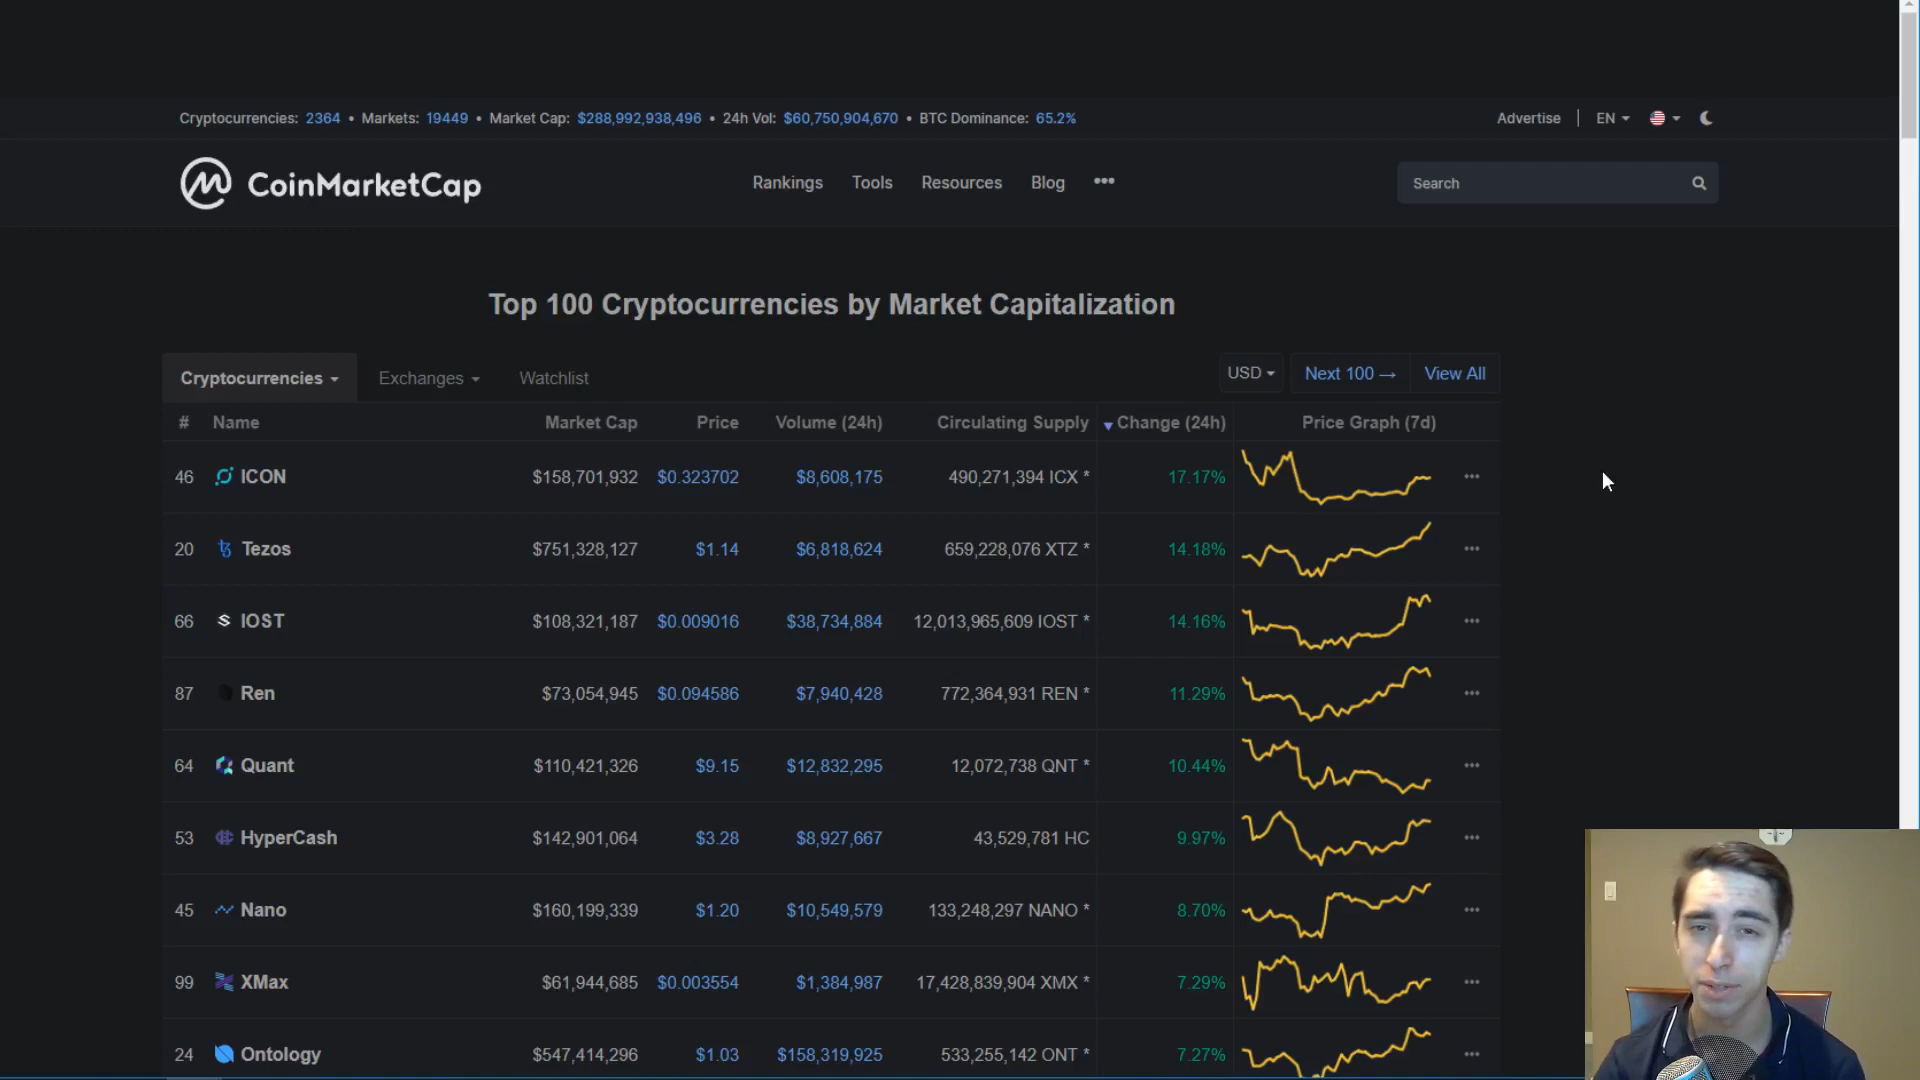 Cryptocurrencies: 2364 • Markets: 19449 • Market Cap: $288,992,938,496 • 24h Vol: $60,750,904,670 • BTC Dominance: 65.2% Advertise | EN
CoinMarketCap Rankings Tools Resources Blog ••• Search
Top 100 Cryptocurrencies by Market Capitalization
Cryptocurrencies Exchanges Watchlist USD Next 100 → View All
# Name Market Cap Price Volume (24h) Circulating Supply Change (24h) Price Graph (7d)
46 ICON $158,701,932 $0.323702 $8,608,175 490,271,394 ICX * 17.17%
20 Tezos $751,328,127 $1.14 $6,818,624 659,228,076 XTZ * 14.18%
66 IOST $108,321,187 $0.009016 $38,734,884 12,013,965,609 IOST * 14.16%
87 Ren $73,054,945 $0.094586 $7,940,428 772,364,931 REN * 11.29%
64 Quant $110,421,326 $9.15 $12,832,295 12,072,738 QNT * 10.44%
53 HyperCash $142,901,064 $3.28 $8,927,667 43,529,781 HC 9.97%
45 Nano $160,199,339 $1.20 $10,549,579 133,248,297 NANO * 8.70%
99 XMax $61,944,685 $0.003554 $1,384,987 17,428,839,904 XMX * 7.29%
24 Ontology $547,414,296 $1.03 $158,319,925 533,255,142 ONT * 7.27%